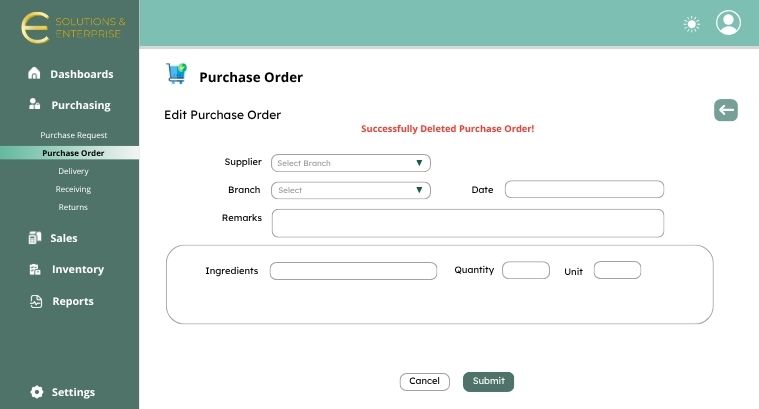 SOLUTIONS &
ENTERPRISE
Dashboards
Purchasing
Purchase Request
Purchase Order
Delivery
Receiving
Returns
Sales
Inventory
Reports
Settings
Purchase Order
Edit Purchase Order
Successfully Deleted Purchase Order!
Supplier Select Branch
Branch Select Date
Remarks
Ingredients Quantity Unit
Cancel Submit